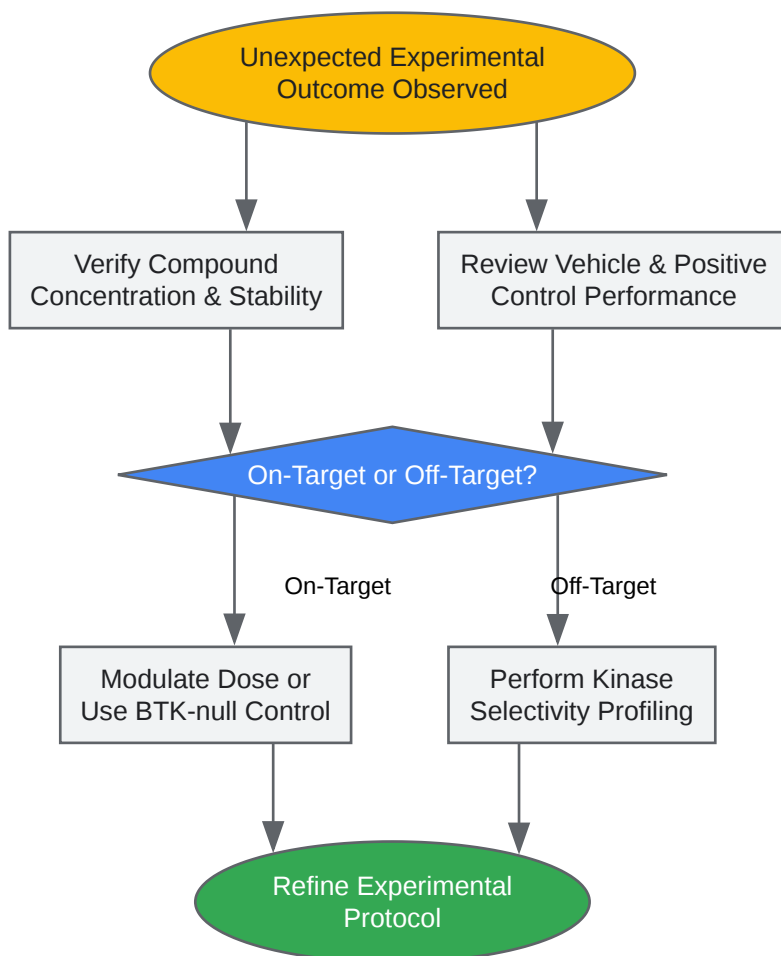 Unexpected Experimental
Outcome Observed
Verify Compound
Concentration & Stability
Review Vehicle & Positive
Control Performance
On-Target or Off-Target?
On-Target
Off-Target
Modulate Dose or
Use BTK-null Control
Perform Kinase
Selectivity Profiling
Refine Experimental
Protocol